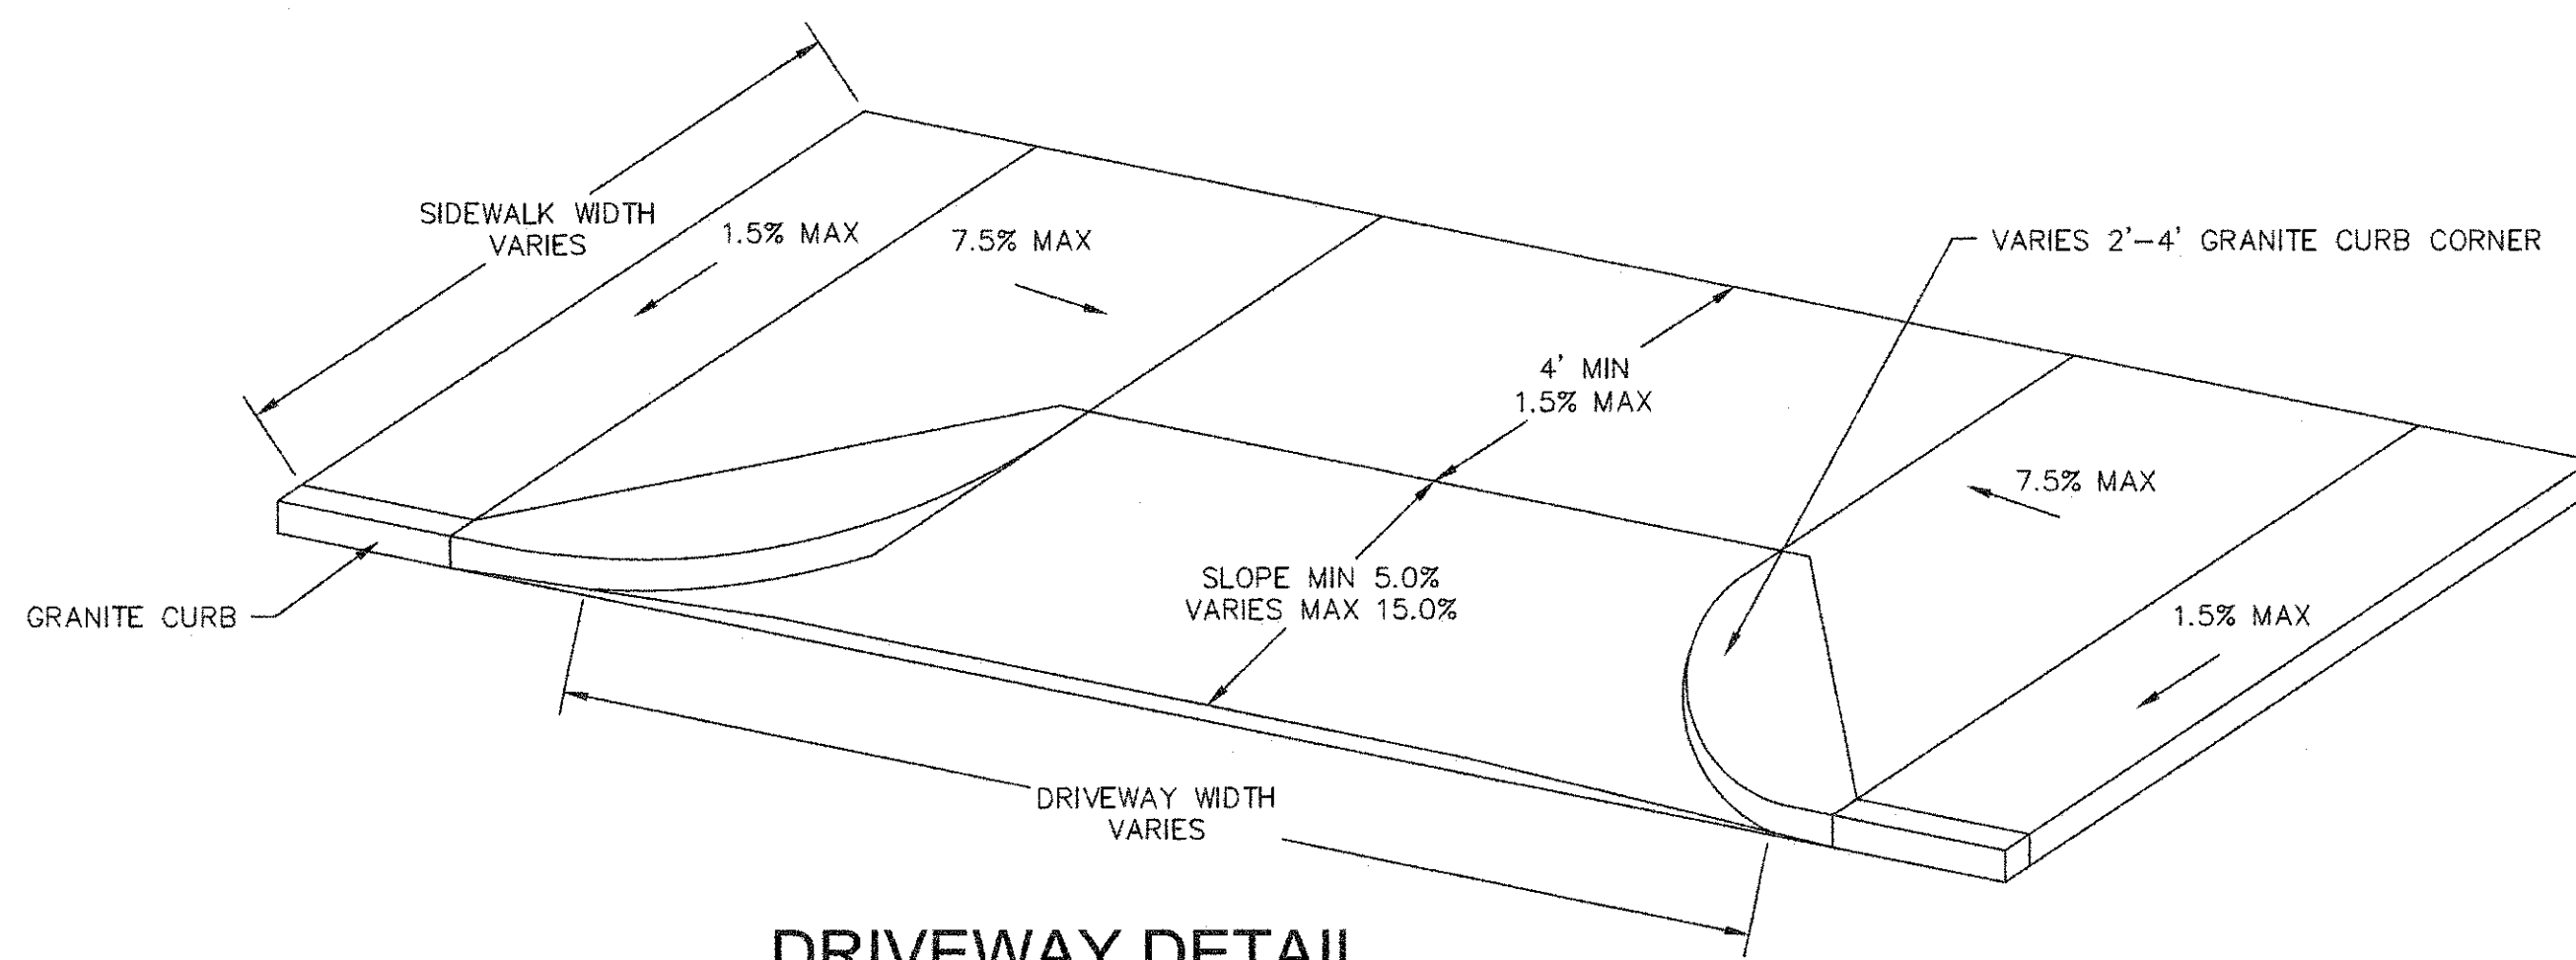 SIDEWALK WIDTH
VARIES
1.5% MAX
7.5% MAX
VARIES 2'-4' GRANITE CURB CORNER
4' MIN
1.5% MAX
7.5% MAX
SLOPE MIN 5.0%
VARIES MAX 15.0%
GRANITE CURB
1.5% MAX
DRIVEWAY WIDTH
VARIES
DRIVEWAY DETAIL